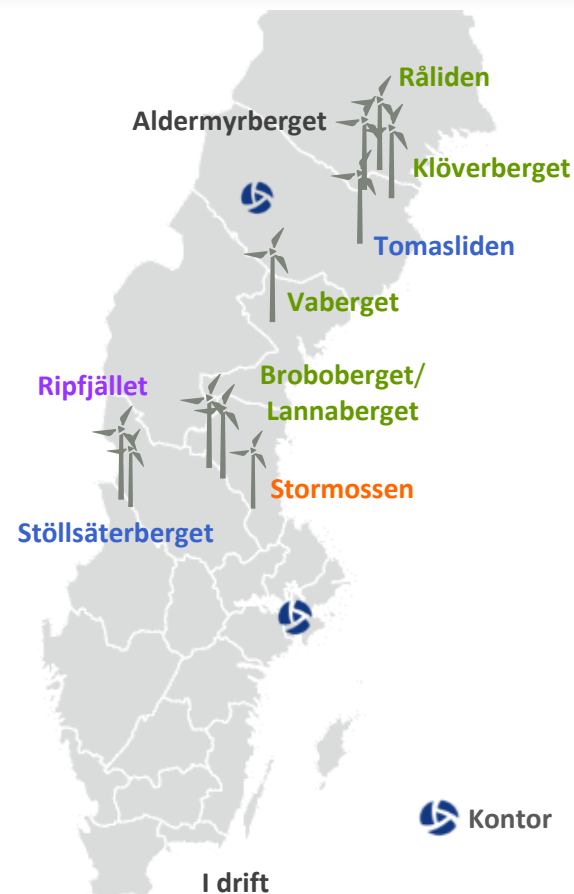 Råliden
Aldermyrberget
Klöverberget
Tomasliden
Vaberget
Broboberget/
Lannaberget
Ripfjället
Stormossen
Stöllsäterberget
Kontor
I drift